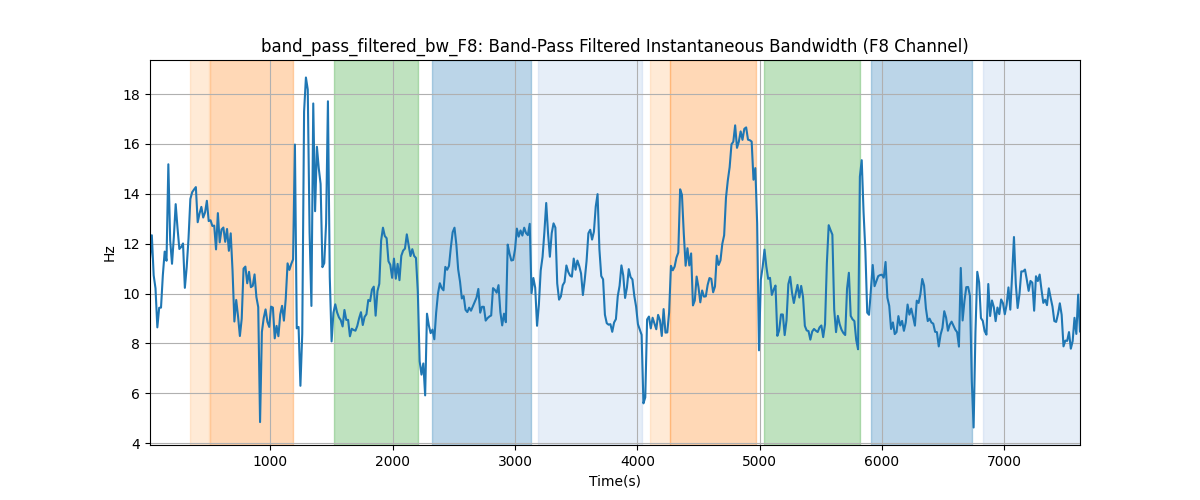 band_pass_filtered_bw_F8: Band-Pass Filtered Instantaneous Bandwidth (F8 Channel)
18
16
14
12
10
8
6
4
Hz
1000 2000 3000 4000 5000 6000 7000
Time(s)